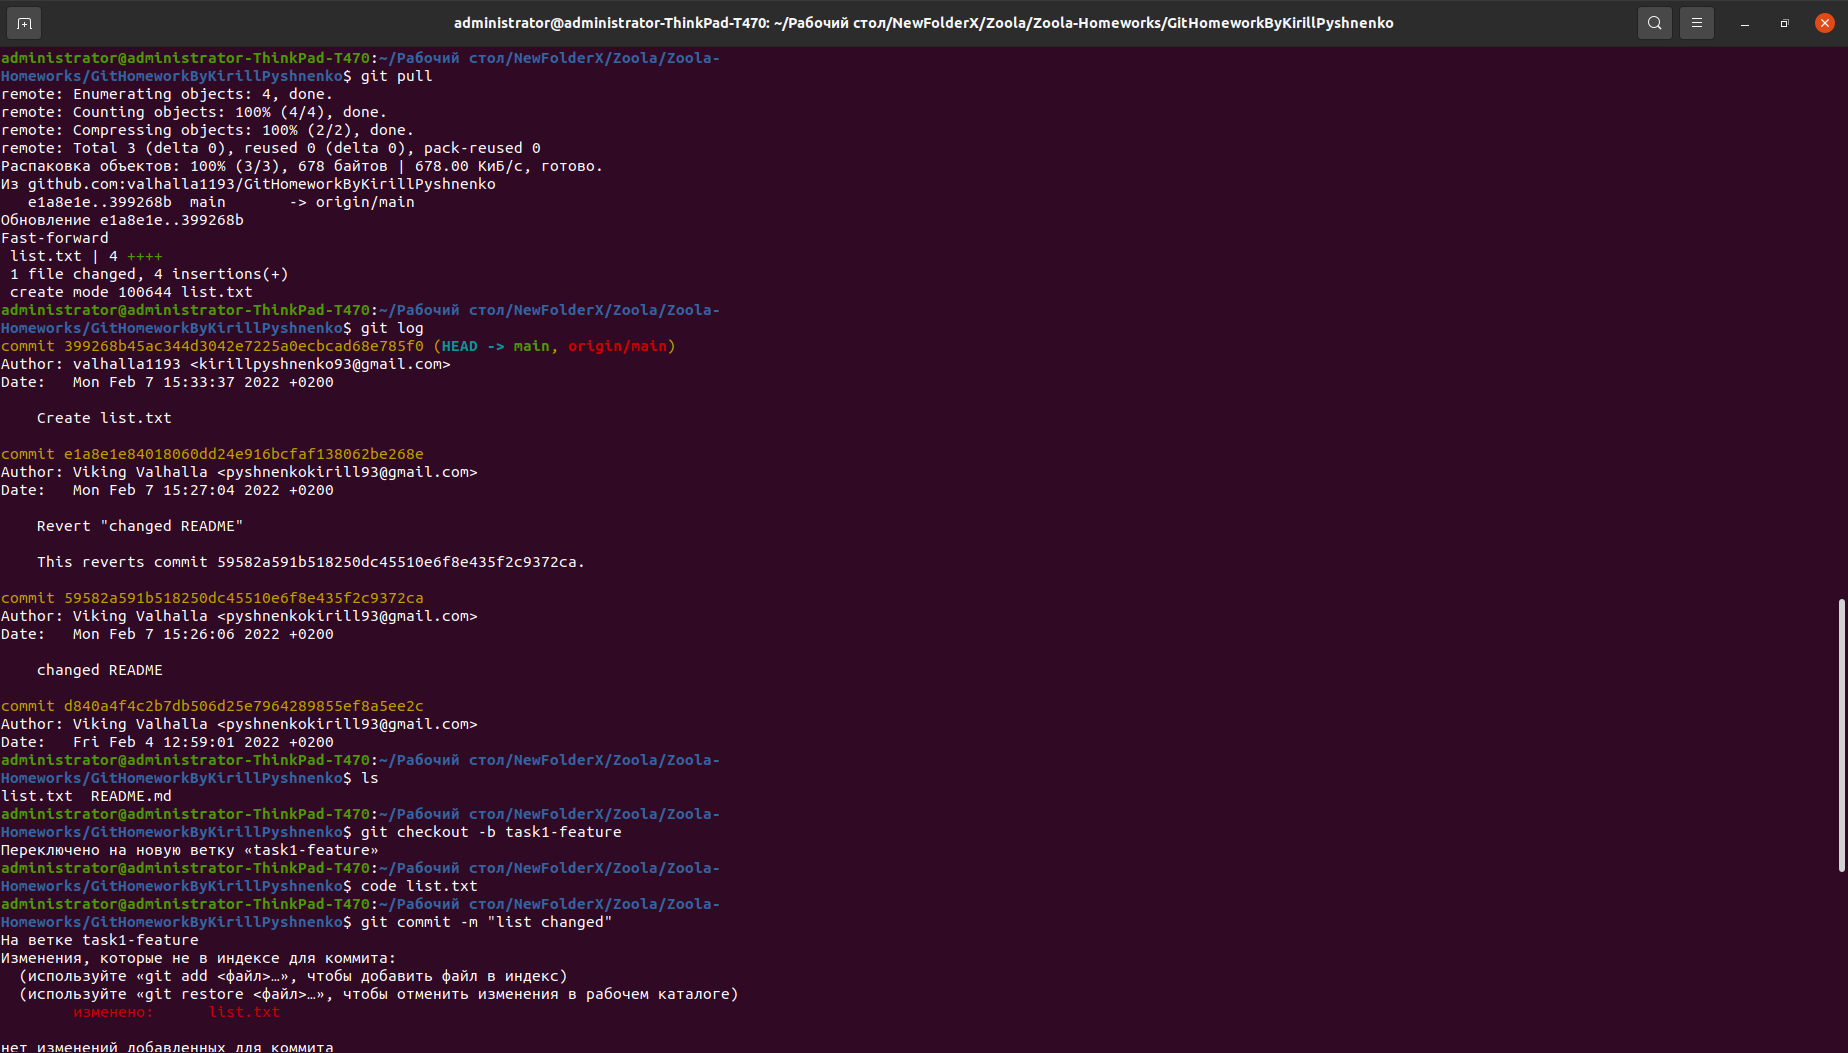 administrator@administrator-ThinkPad-T470: ~/Рабочий стол/NewFolderX/Zoola/Zoola-Homeworks/GitHomeworkByKirillPyshnenko
administrator@administrator-ThinkPad-T470:~/Рабочий стол/NewFolderX/Zoola/Zoola-
Homeworks/GitHomeworkByKirillPyshnenko$ git pull
remote: Enumerating objects: 4, done.
remote: Counting objects: 100% (4/4), done.
remote: Compressing objects: 100% (2/2), done.
remote: Total 3 (delta 0), reused 0 (delta 0), pack-reused 0
Распаковка объектов: 100% (3/3), 678 байтов | 678.00 КиБ/с, готово.
Из github.com:valhalla1193/GitHomeworkByKirillPyshnenko
   e1a8e1e..399268b  main       -> origin/main
Обновление e1a8e1e..399268b
Fast-forward
 list.txt | 4 ++++
 1 file changed, 4 insertions(+)
 create mode 100644 list.txt
administrator@administrator-ThinkPad-T470:~/Рабочий стол/NewFolderX/Zoola/Zoola-
Homeworks/GitHomeworkByKirillPyshnenko$ git log
commit 399268b45ac344d3042e7225a0ecbcad68e785f0 (HEAD -> main, origin/main)
Author: valhalla1193 <kirillpyshnenko93@gmail.com>
Date:   Mon Feb 7 15:33:37 2022 +0200
    Create list.txt
commit e1a8e1e84018060dd24e916bcfaf138062be268e
Author: Viking Valhalla <pyshnenkokirill93@gmail.com>
Date:   Mon Feb 7 15:27:04 2022 +0200
    Revert "changed README"
    This reverts commit 59582a591b518250dc45510e6f8e435f2c9372ca.
commit 59582a591b518250dc45510e6f8e435f2c9372ca
Author: Viking Valhalla <pyshnenkokirill93@gmail.com>
Date:   Mon Feb 7 15:26:06 2022 +0200
    changed README
commit d840a4f4c2b7db506d25e7964289855ef8a5ee2c
Author: Viking Valhalla <pyshnenkokirill93@gmail.com>
Date:   Fri Feb 4 12:59:01 2022 +0200
administrator@administrator-ThinkPad-T470:~/Рабочий стол/NewFolderX/Zoola/Zoola-
Homeworks/GitHomeworkByKirillPyshnenko$ ls
list.txt  README.md
administrator@administrator-ThinkPad-T470:~/Рабочий стол/NewFolderX/Zoola/Zoola-
Homeworks/GitHomeworkByKirillPyshnenko$ git checkout -b task1-feature
Переключено на новую ветку «task1-feature»
administrator@administrator-ThinkPad-T470:~/Рабочий стол/NewFolderX/Zoola/Zoola-
Homeworks/GitHomeworkByKirillPyshnenko$ code list.txt
administrator@administrator-ThinkPad-T470:~/Рабочий стол/NewFolderX/Zoola/Zoola-
Homeworks/GitHomeworkByKirillPyshnenko$ git commit -m "list changed"
На ветке task1-feature
Изменения, которые не в индексе для коммита:
  (используйте «git add <файл>…», чтобы добавить файл в индекс)
  (используйте «git restore <файл>…», чтобы отменить изменения в рабочем каталоге)
        изменено:      list.txt
нет изменений добавленных для коммита